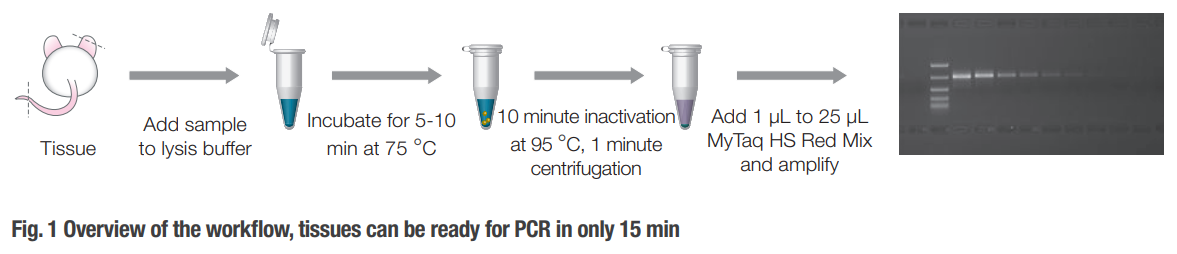 Tissue
Add sample
to lysis buffer
Incubate for 5-10
min at 75 °C
10 minute inactivation
at 95 °C, 1 minute
centrifugation
Add 1 µL to 25 µL
MyTaq HS Red Mix
and amplify
Fig. 1 Overview of the workflow, tissues can be ready for PCR in only 15 min